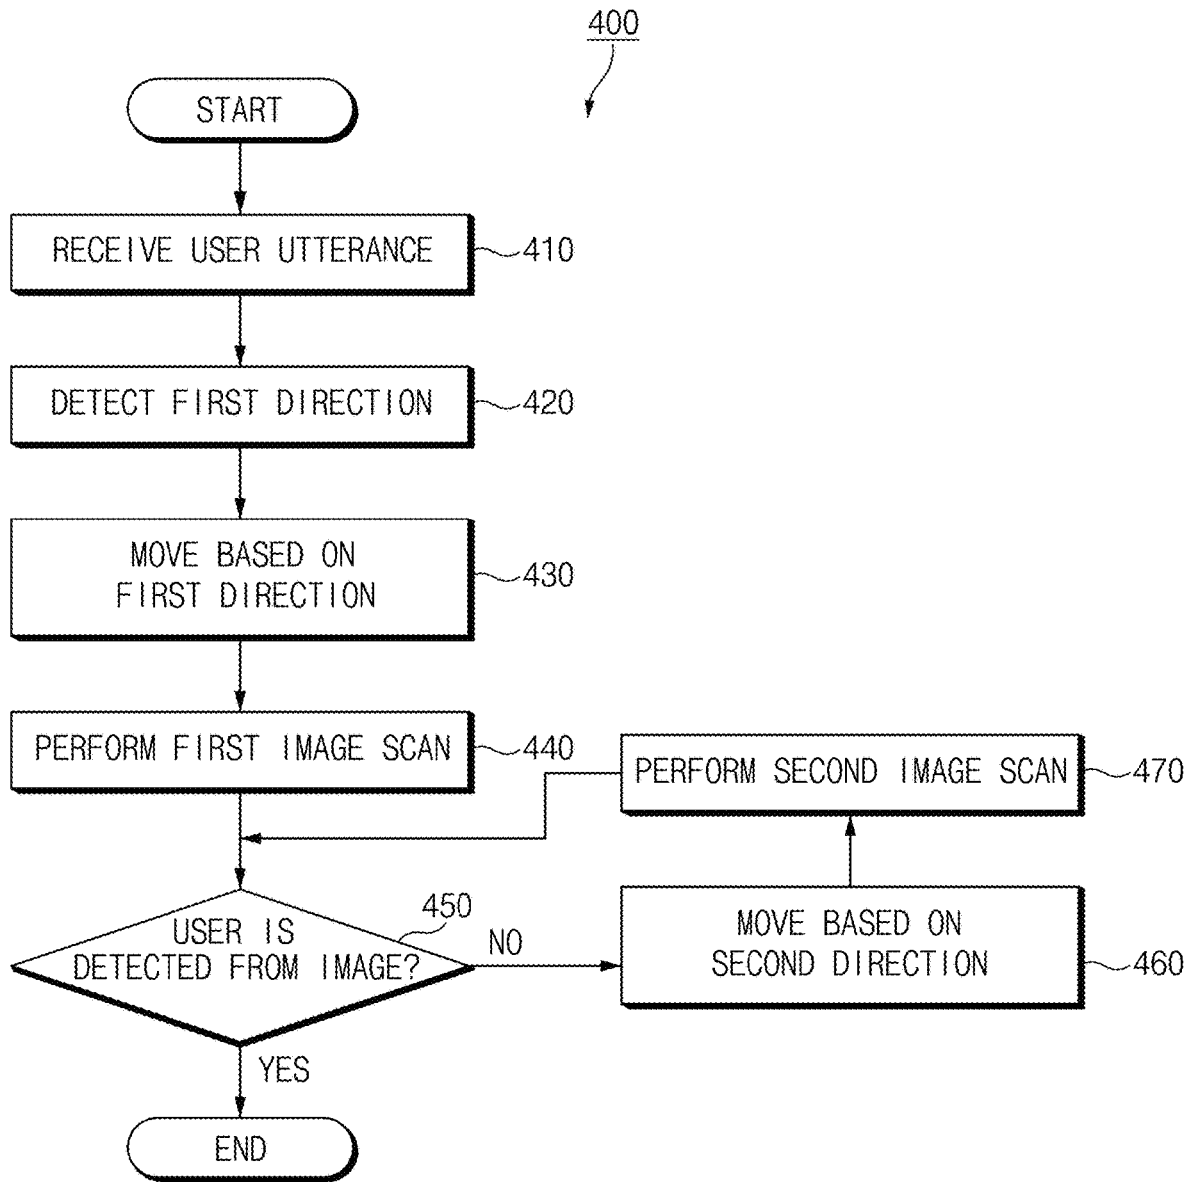 400
START
RECEIVE USER UTTERANCE
410
DETECT FIRST DIRECTION
420
MOVE BASED ON
FIRST DIRECTION
430
PERFORM FIRST IMAGE SCAN
440
PERFORM SECOND IMAGE SCAN
470
USER IS
DETECTED FROM IMAGE?
450
NO
MOVE BASED ON
SECOND DIRECTION
460
YES
END